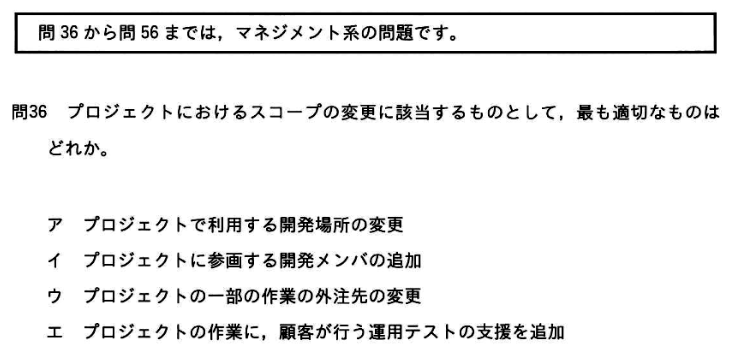 問36から問56までは，マネジメント系の問題です。
問36 プロジェクトにおけるスコープの変更に該当するものとして，最も適切なものは
どれか。
ア プロジェクトで利用する開発場所の変更
イ プロジェクトに参画する開発メンバの追加
ウ プロジェクトの一部の作業の外注先の変更
エ プロジェクトの作業に，顧客が行う運用テストの支援を追加